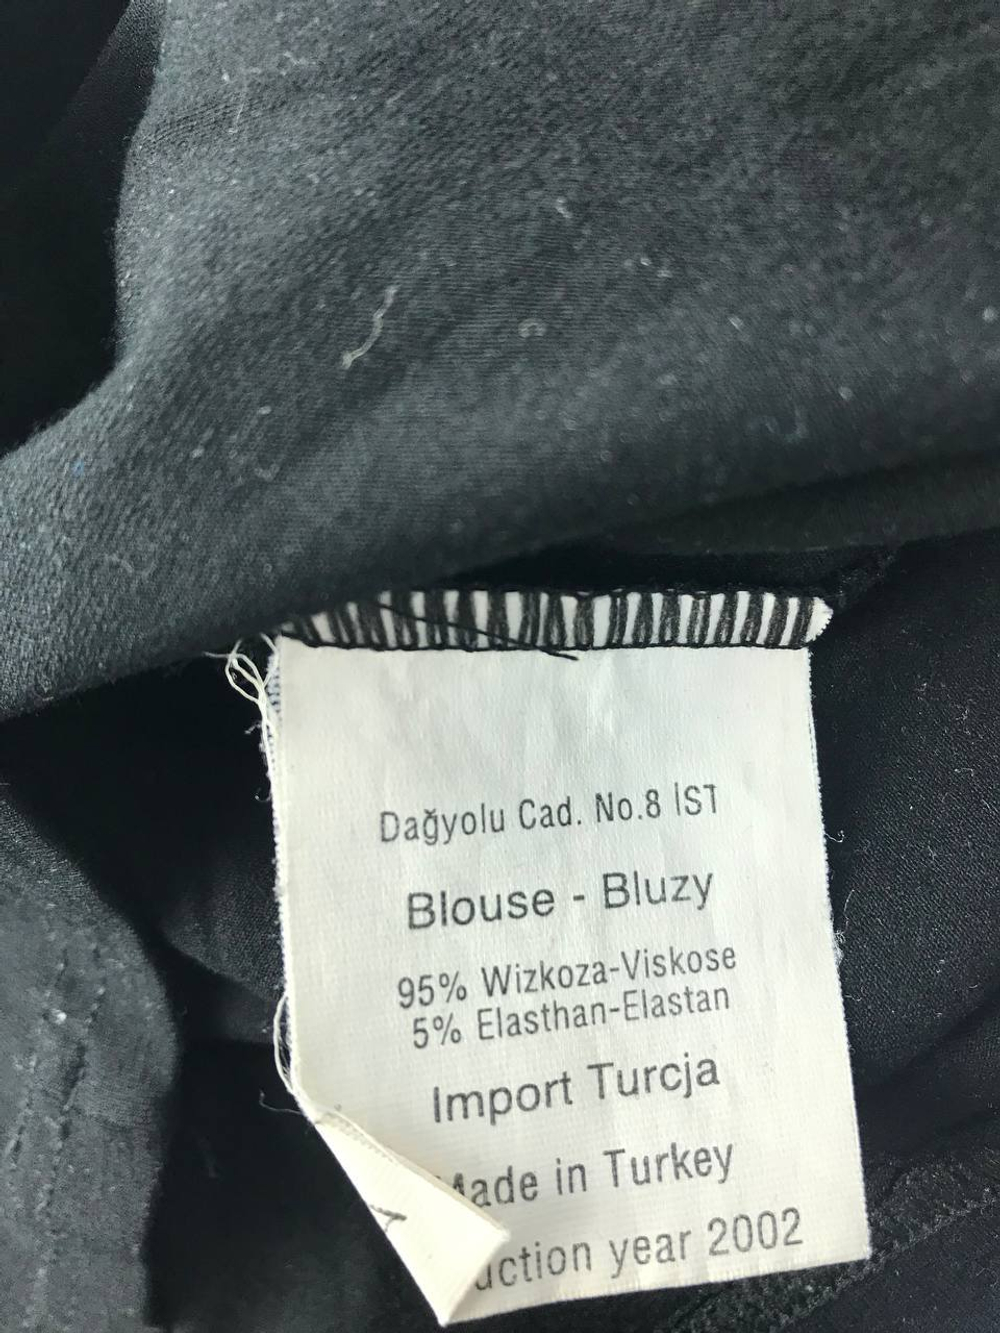 Dağyolu Cad. No.8 İST
Blouse - Bluzy
95% Wizkoza-Viskose
5% Elasthan-Elastan
Import Turcja
Made in Turkey
uction year 2002